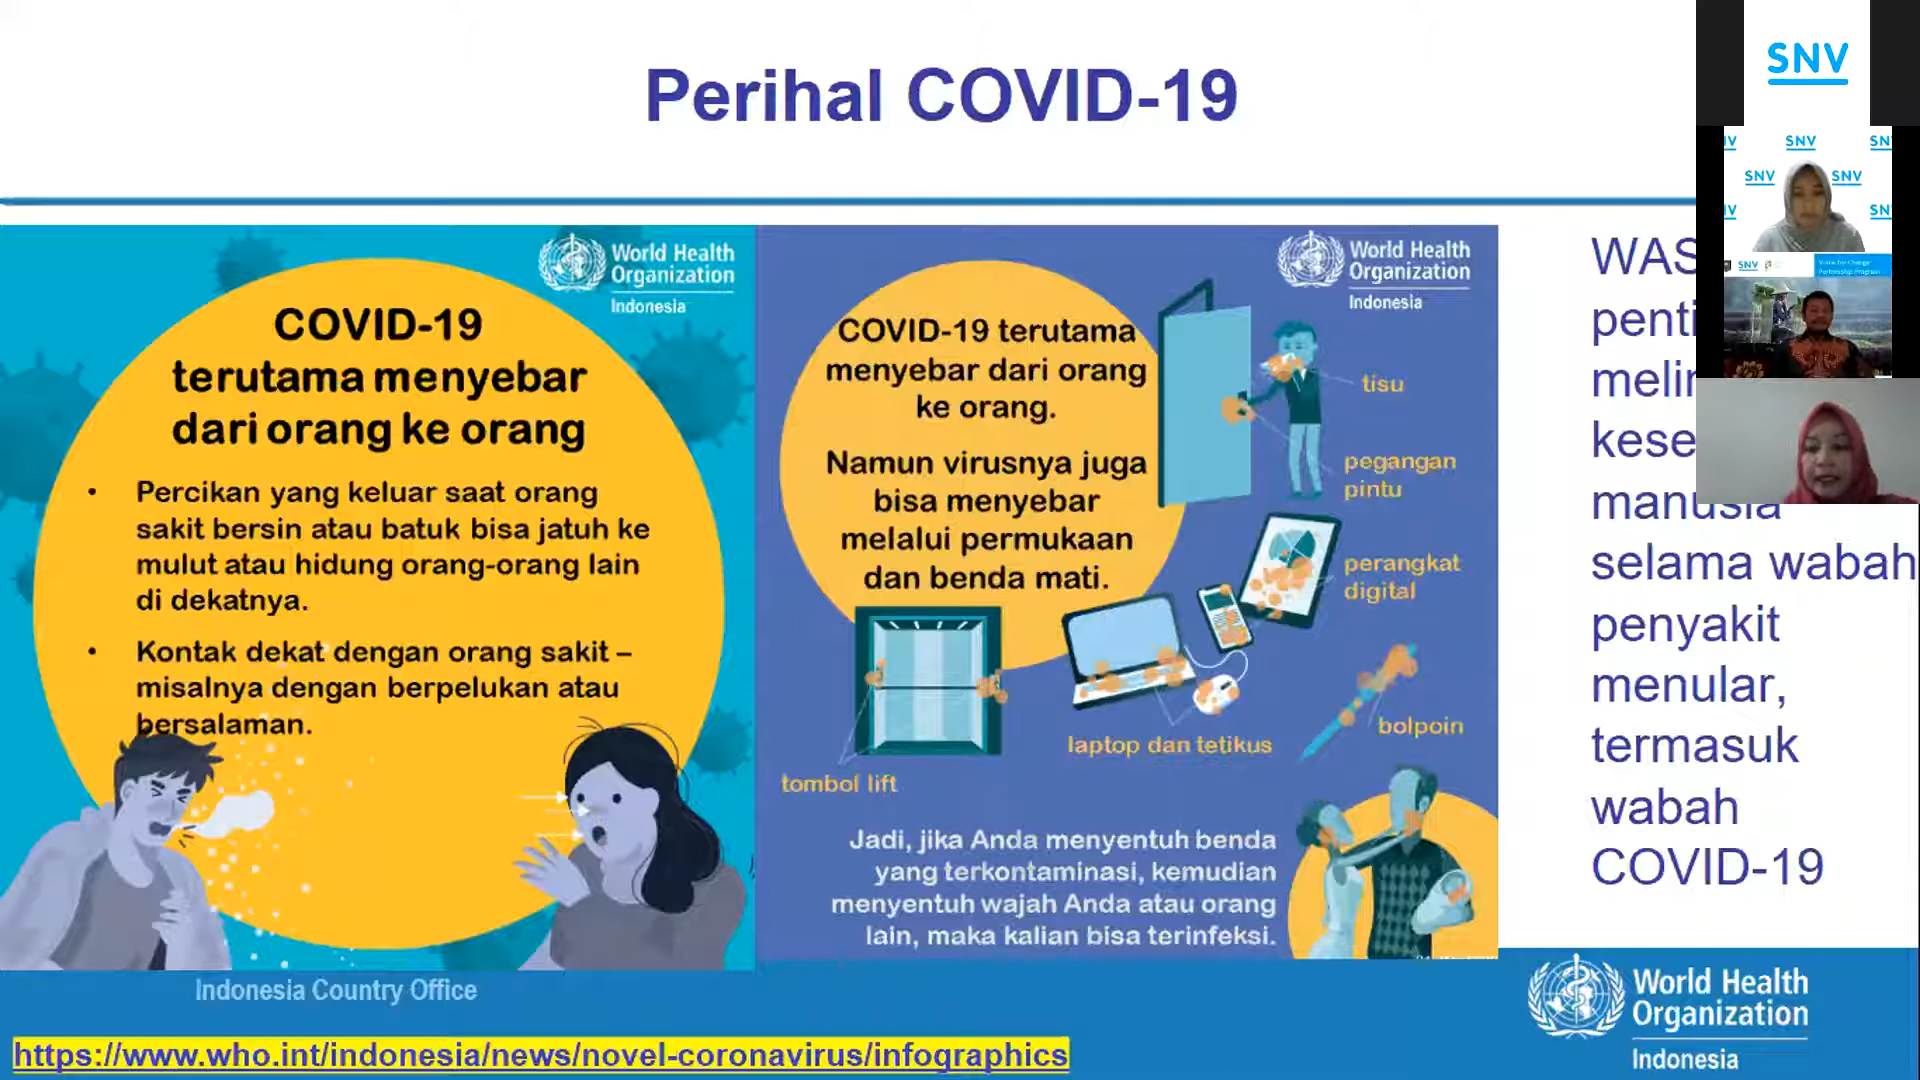 Perihal COVID-19
World Health
Organization
Indonesia
COVID-19
terutama menyebar
dari orang ke orang
• Percikan yang keluar saat orang
sakit bersin atau batuk bisa jatuh ke
mulut atau hidung orang-orang lain
di dekatnya.
• Kontak dekat dengan orang sakit –
misalnya dengan berpelukan atau
bersalaman.
World Health
Organization
Indonesia
COVID-19 terutama
menyebar dari orang
ke orang.
Namun virusnya juga
bisa menyebar
melalui permukaan
dan benda mati.
tisu
pegangan
pintu
perangkat
digital
bolpoin
laptop dan tetikus
tombol lift
Jadi, jika Anda menyentuh benda
yang terkontaminasi, kemudian
menyentuh wajah Anda atau orang
lain, maka kalian bisa terinfeksi.
manusia
selama wabah
penyakit
menular,
termasuk
wabah
COVID-19
SNV
SNV
SNV
SNV
SNV
Indonesia Country Office
https://www.who.int/indonesia/news/novel-coronavirus/infographics
World Health
Organization
Indonesia